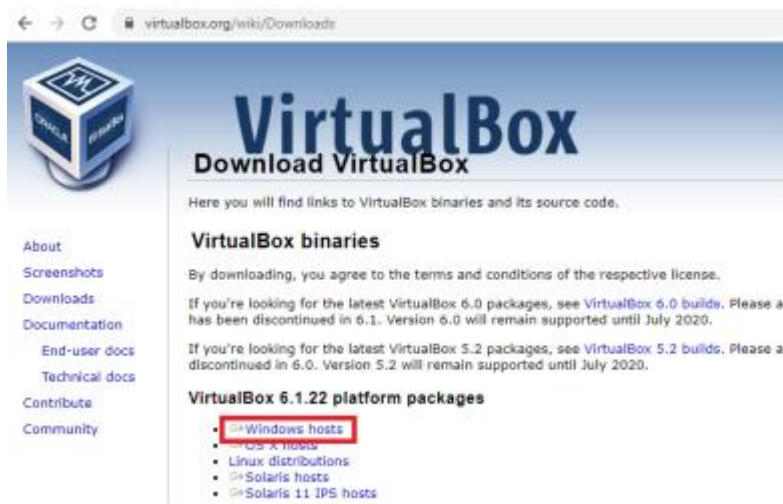 virtualbox.org/wiki/Downloads
VirtualBox
Download VirtualBox
Here you will find links to VirtualBox binaries and its source code.
About
Screenshots
Downloads
Documentation
End-user docs
Technical docs
Contribute
Community
VirtualBox binaries
By downloading, you agree to the terms and conditions of the respective license.
If you're looking for the latest VirtualBox 6.0 packages, see VirtualBox 6.0 builds. Please a
has been discontinued in 6.1. Version 6.0 will remain supported until July 2020.
If you're looking for the latest VirtualBox 5.2 packages, see VirtualBox 5.2 builds. Please a
discontinued in 6.0. Version 5.2 will remain supported until July 2020.
VirtualBox 6.1.22 platform packages
Windows hosts
OS X hosts
Linux distributions
Solaris hosts
Solaris 11 IPS hosts